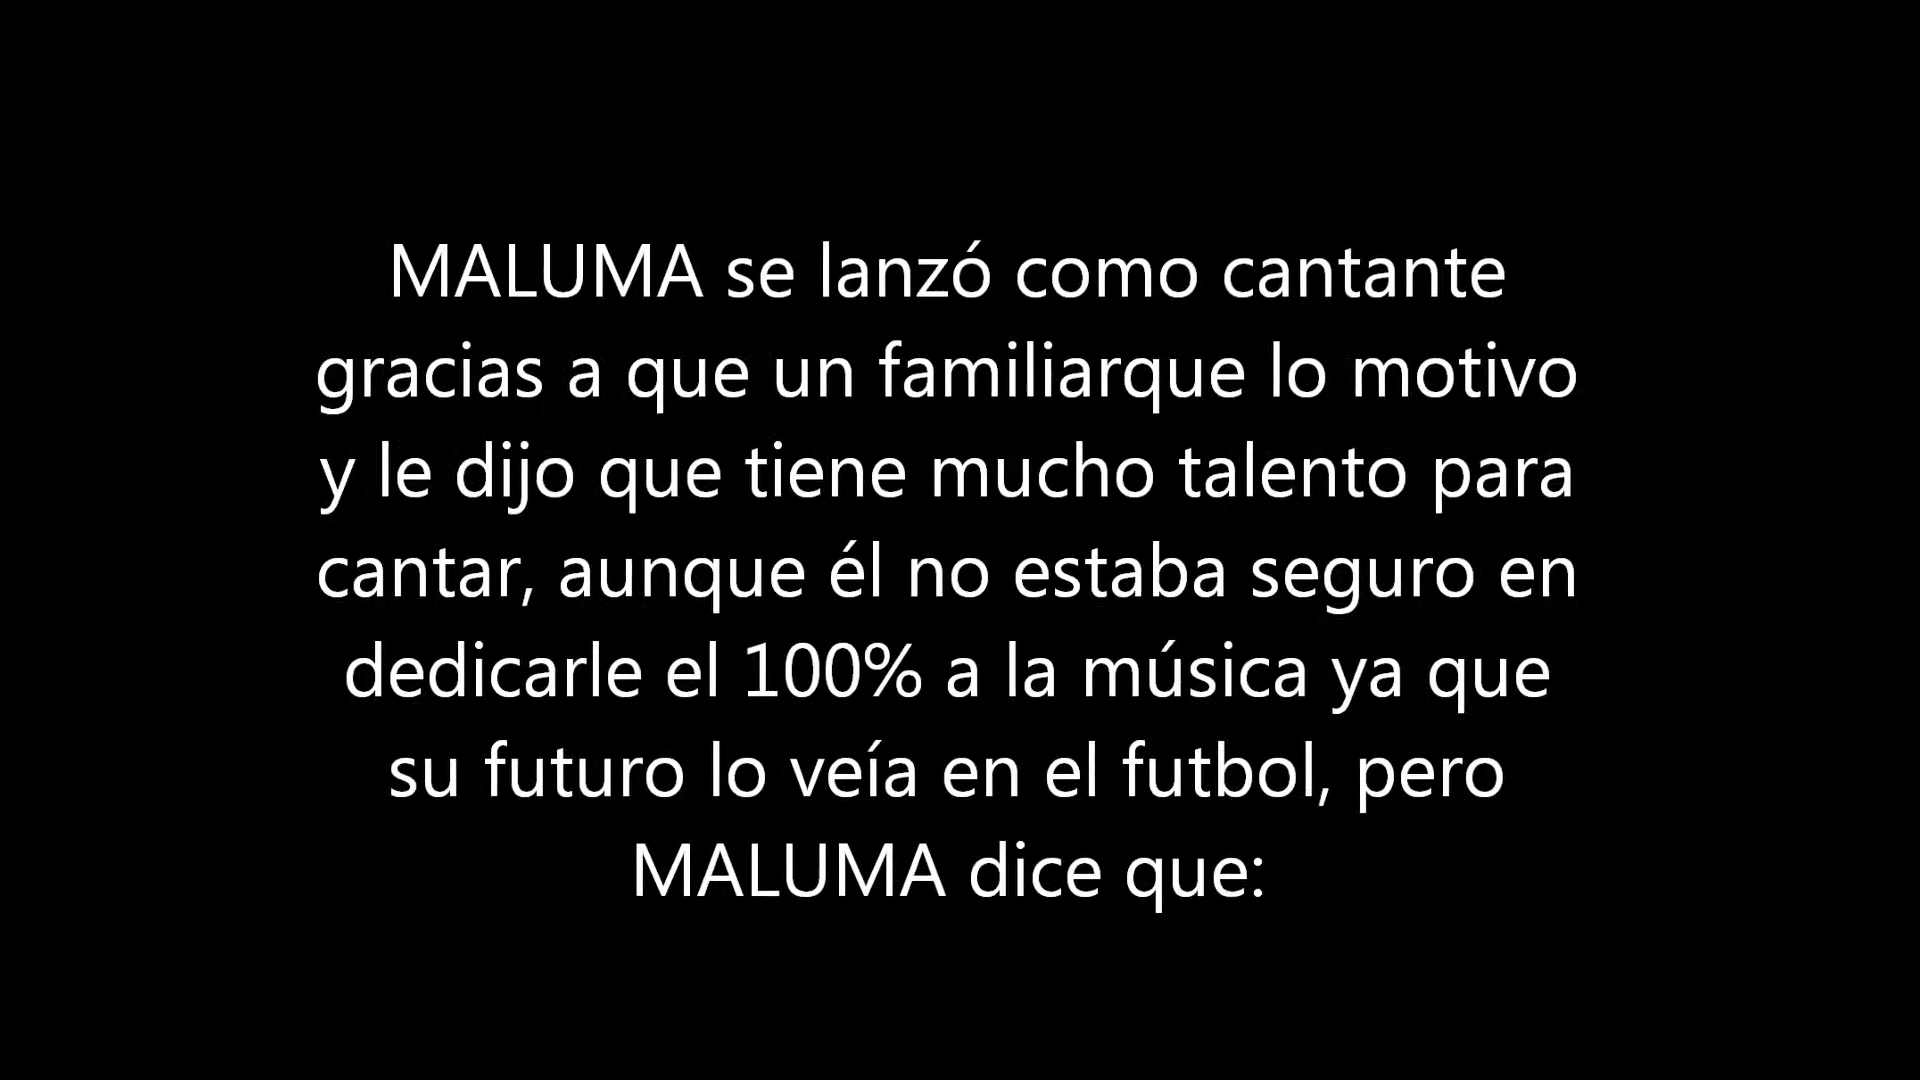 MALUMA se lanzó como cantante
gracias a que un familiarque lo motivo
y le dijo que tiene mucho talento para
cantar, aunque él no estaba seguro en
dedicarle el 100% a la música ya que
su futuro lo veía en el futbol, pero
MALUMA dice que: